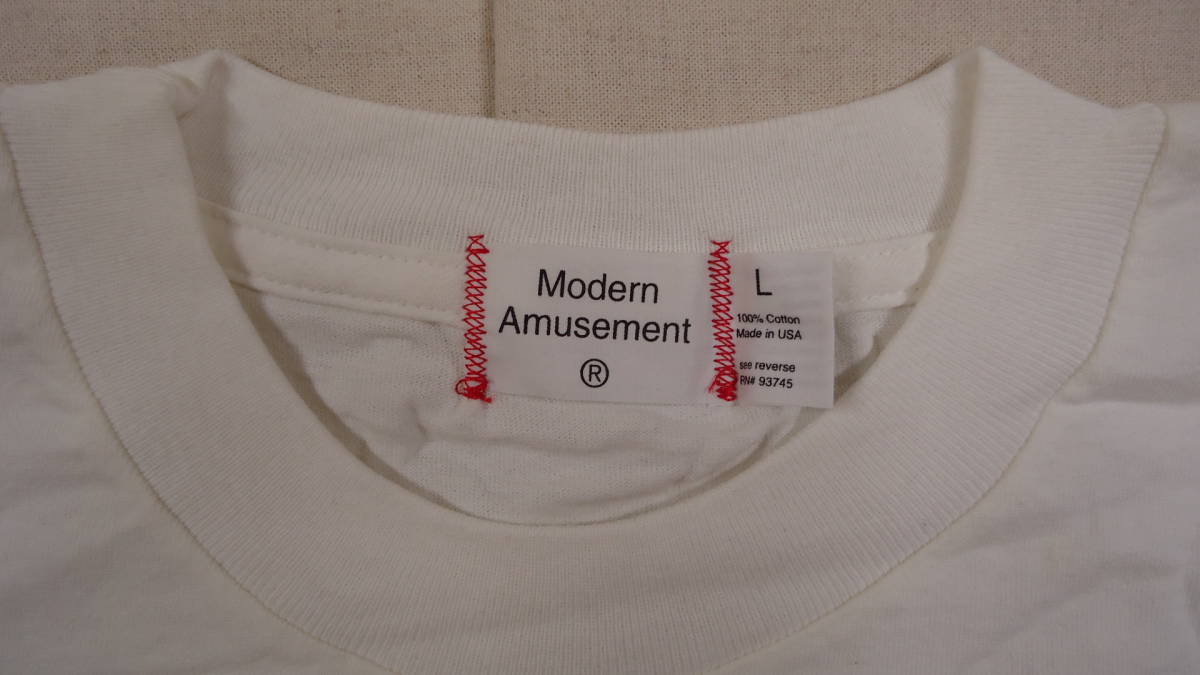 Modern
Amusement
®
L
100% Cotton
Made in USA
see reverse
RN# 93745